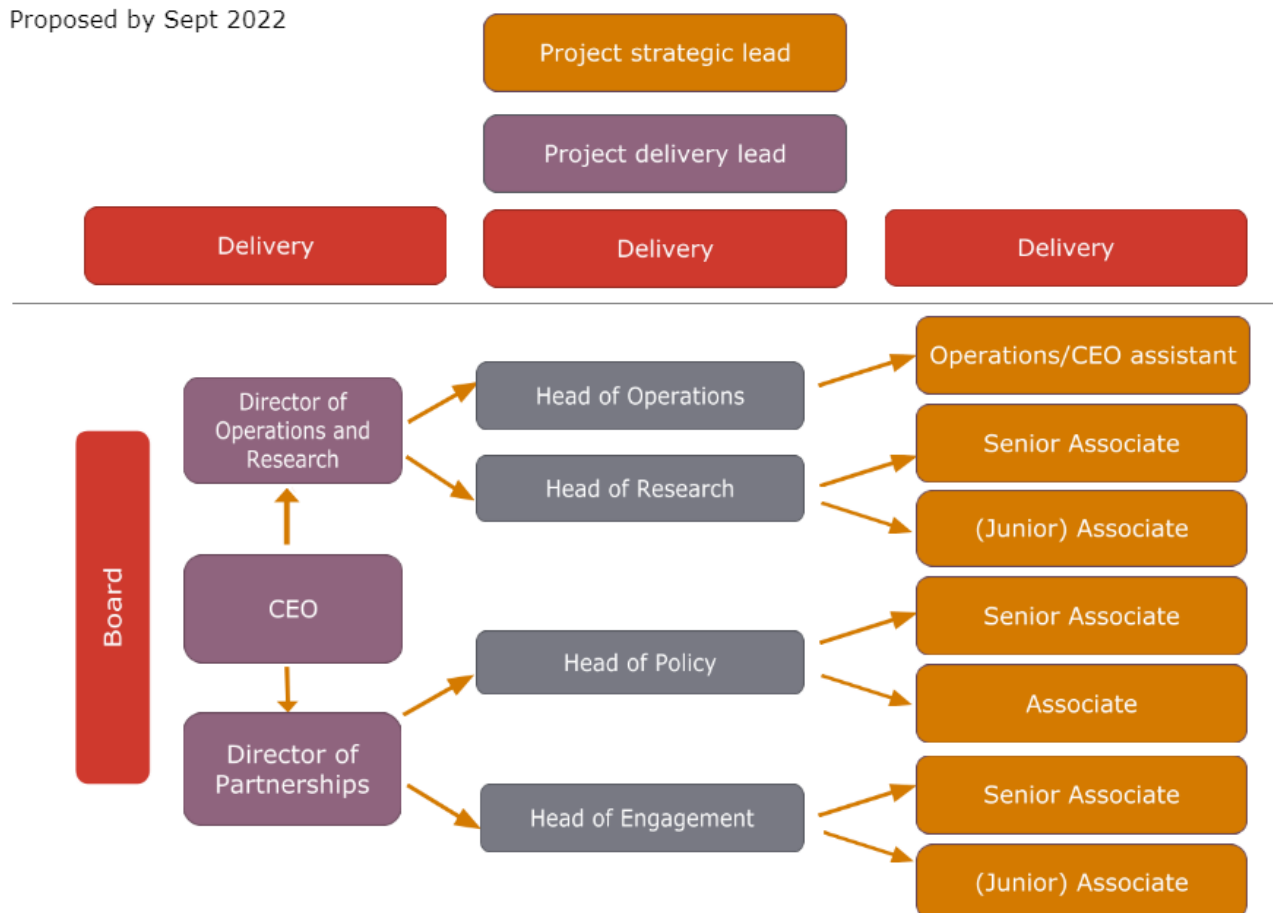 Proposed by Sept 2022
Project strategic lead
Project delivery lead
Delivery
Delivery
Delivery
Board
Director of
Operations and
Research
CEO
Director of
Partnerships
Head of Operations
Head of Research
Head of Policy
Head of Engagement
Operations/CEO assistant
Senior Associate
(Junior) Associate
Senior Associate
Associate
Senior Associate
(Junior) Associate